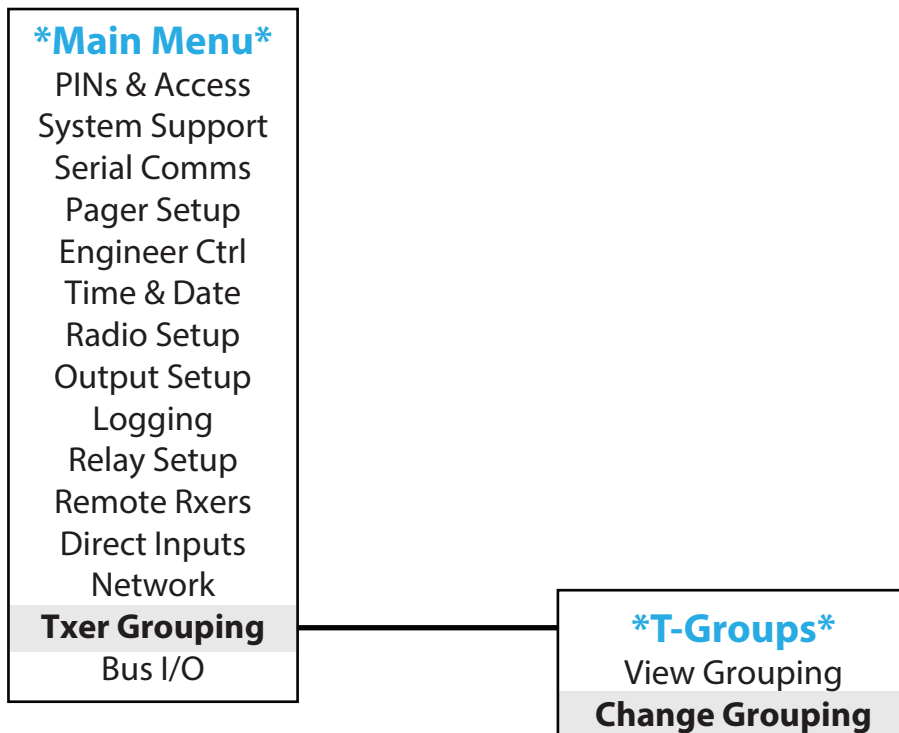 *Main Menu*
PINs & Access
System Support
Serial Comms
Pager Setup
Engineer Ctrl
Time & Date
Radio Setup
Output Setup
Logging
Relay Setup
Remote Rxers
Direct Inputs
Network
Txer Grouping
Bus I/O
*T-Groups*
View Grouping
Change Grouping